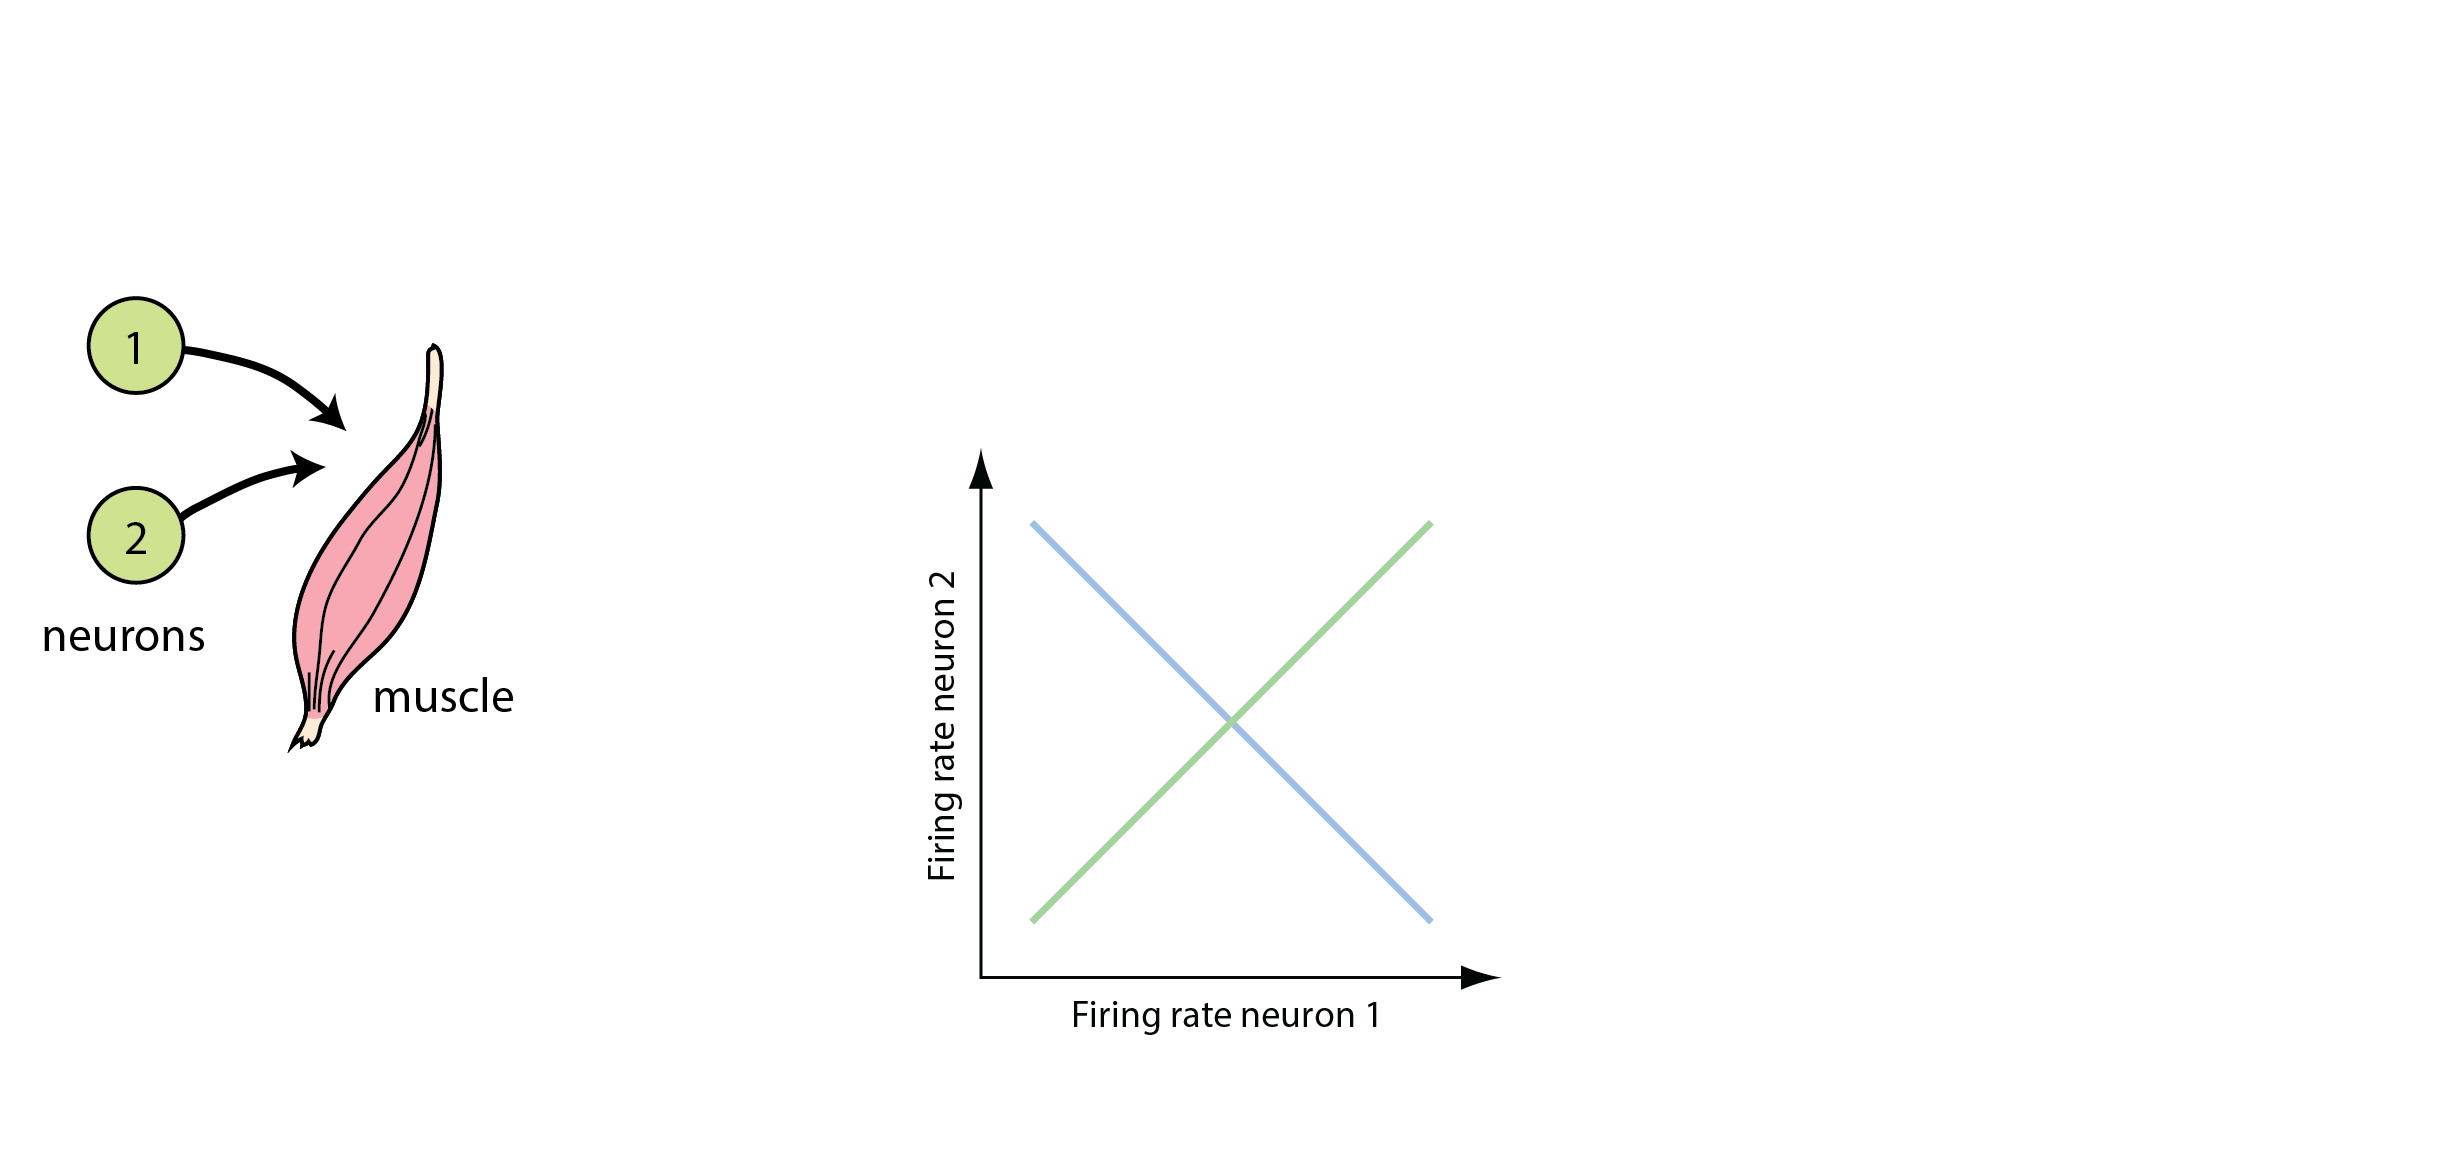 1
2
neurons
muscle
Firing rate neuron 2
Firing rate neuron 1